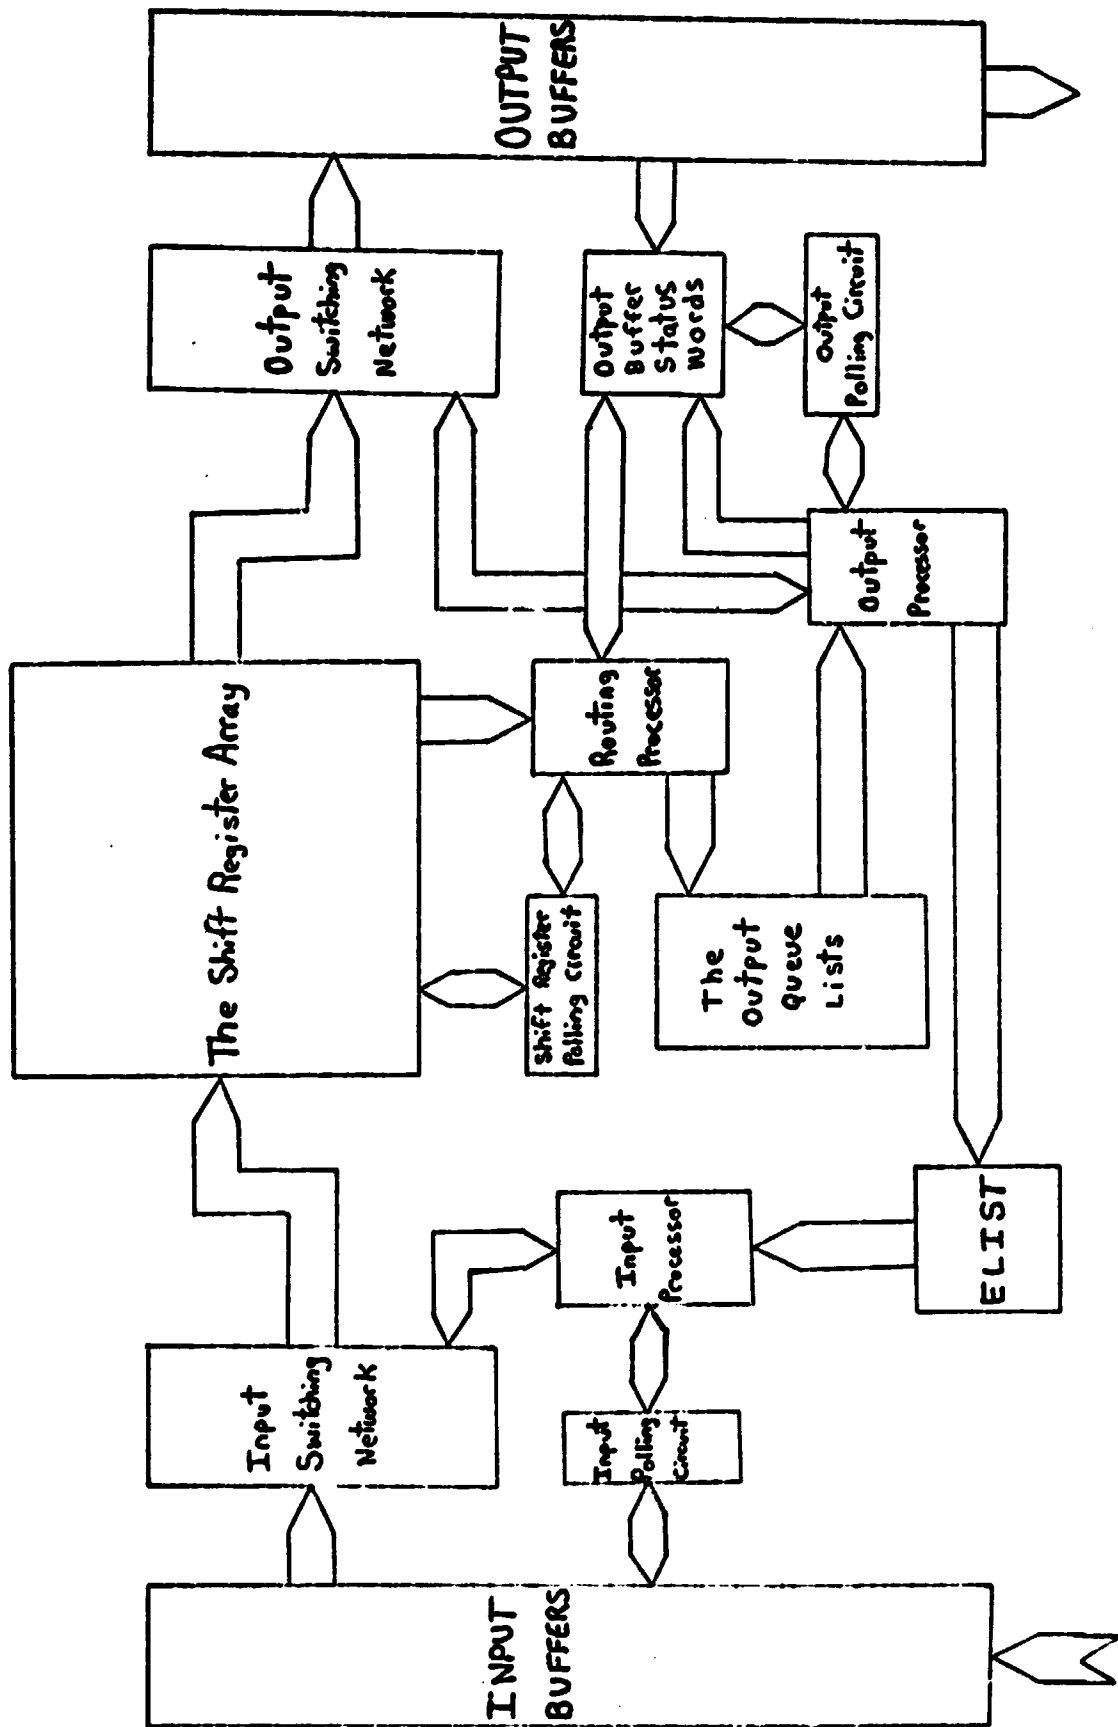 INPUT
BUFFERS
Input
Switching
Network
Input
Polling
Circuit
Input
Processor
ELIST
The Shift Register Array
Shift Register
Polling Circuit
The
Output
Queue
Lists
Routing
Processor
Output
Processor
Output
Switching
Network
Output
Buffer
Status
Words
Output
Polling Circuit
OUTPUT
BUFFERS